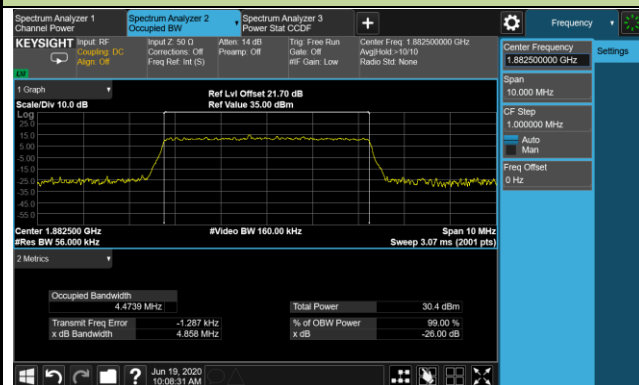 Spectrum Analyzer 1
Channel Power
Spectrum Analyzer 2
Occupied BW
Spectrum Analyzer 3
Power Stat CCDF
+
Frequency
KEYSIGHT
Input: RF
Coupling: DC
Align: Off
Input Z: 50 Ω
Corrections: Off
Freq Ref: Int (S)
Atten: 14 dB
Preamp: Off
Trig: Free Run
Gate: Off
#IF Gain: Low
Center Freq: 1.882500000 GHz
Avg|Hold:>10/10
Radio Std: None
LXI
Center Frequency
1.882500000 GHz
Settings
Span
10.000 MHz
CF Step
1.000000 MHz
Auto
Man
Freq Offset
0 Hz
1 Graph
Scale/Div 10.0 dB
Ref Lvl Offset 21.70 dB
Ref Value 35.00 dBm
Log
25.0
15.0
5.00
-5.00
-15.0
-25.0
-35.0
-45.0
-55.0
Center 1.882500 GHz
#Res BW 56.000 kHz
#Video BW 160.00 kHz
Span 10 MHz
Sweep 3.07 ms (2001 pts)
2 Metrics
Occupied Bandwidth
4.4739 MHz
Total Power
30.4 dBm
Transmit Freq Error
-1.287 kHz
% of OBW Power
99.00 %
x dB Bandwidth
4.858 MHz
x dB
-26.00 dB
?
Jun 19, 2020
10:08:31 AM